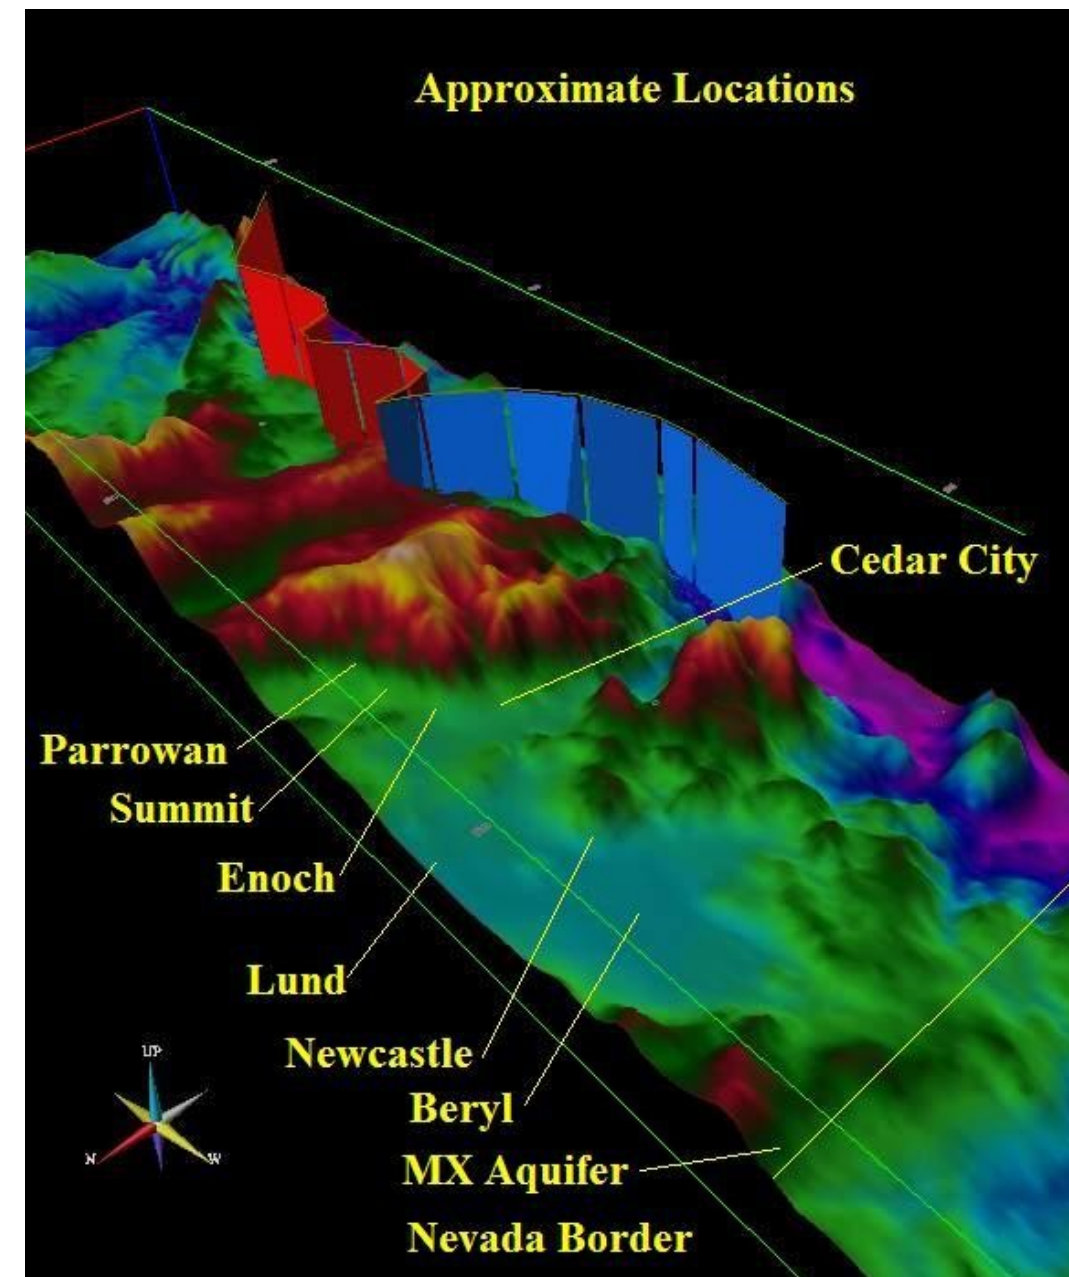 Approximate Locations
Cedar City
Parrowan
Summit
Enoch
Lund
Newcastle
Beryl
MX Aquifer
Nevada Border
UP
N
W